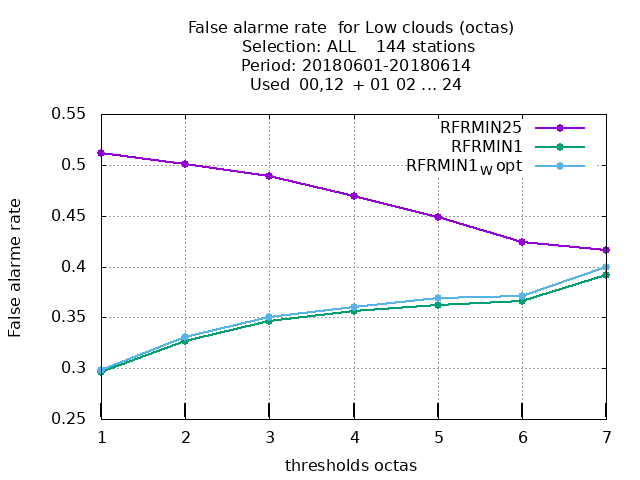 False alarme rate  for Low clouds (octas)
Selection: ALL    144 stations
Period: 20180601-20180614
Used  00,12  + 01 02 ... 24
RFRMIN25
RFRMIN1
RFRMIN1W opt
0.55
0.5
0.45
0.4
0.35
0.3
0.25
False alarme rate
1 2 3 4 5 6 7
thresholds octas